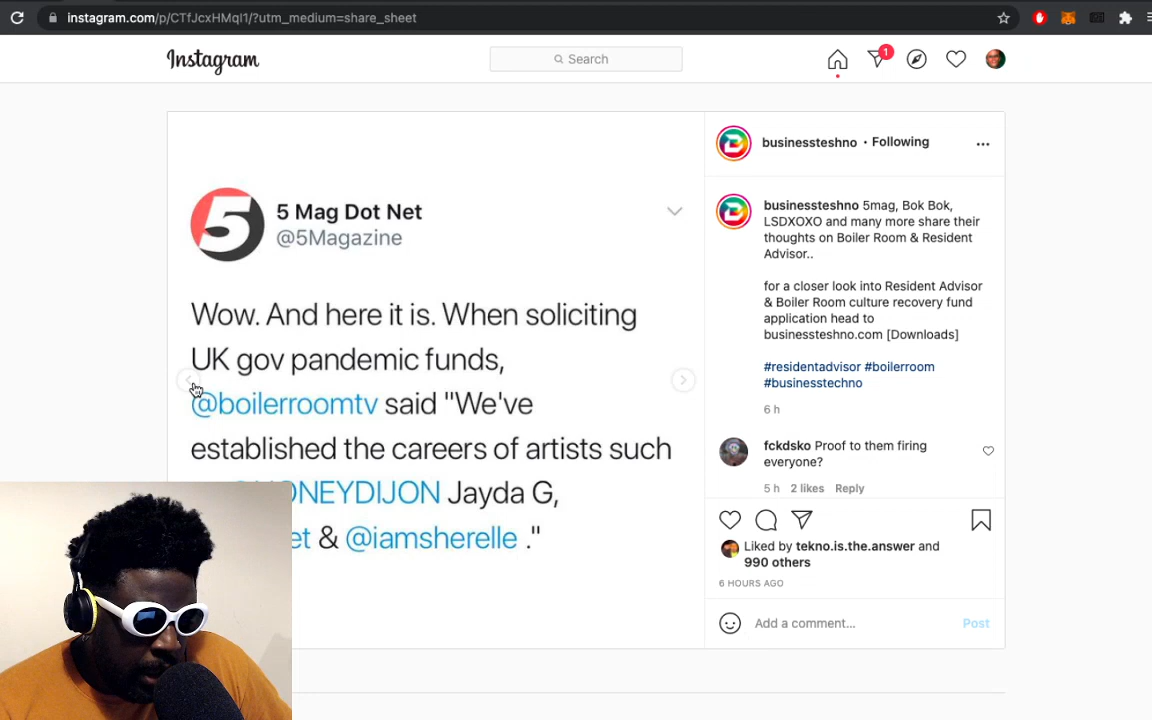 instagram.com/p/CTfJcxHMqI1/?utm_medium=share_sheet
Instagram
Search
1
5 Mag Dot Net
@5Magazine
Wow. And here it is. When soliciting
UK gov pandemic funds,
@boilerroomtv said "We've
established the careers of artists such
Jayda G,
& @iamsherelle ."
businessteshno • Following
businessteshno 5mag, Bok Bok,
LSDXOXO and many more share their
thoughts on Boiler Room & Resident
Advisor..
for a closer look into Resident Advisor
& Boiler Room culture recovery fund
application head to
businessteshno.com [Downloads]
#residentadvisor #boilerroom
#businesstechno
6 h
fckdsko Proof to them firing
everyone?
5 h 2 likes Reply
Liked by tekno.is.the.answer and
990 others
6 HOURS AGO
Add a comment...
Post